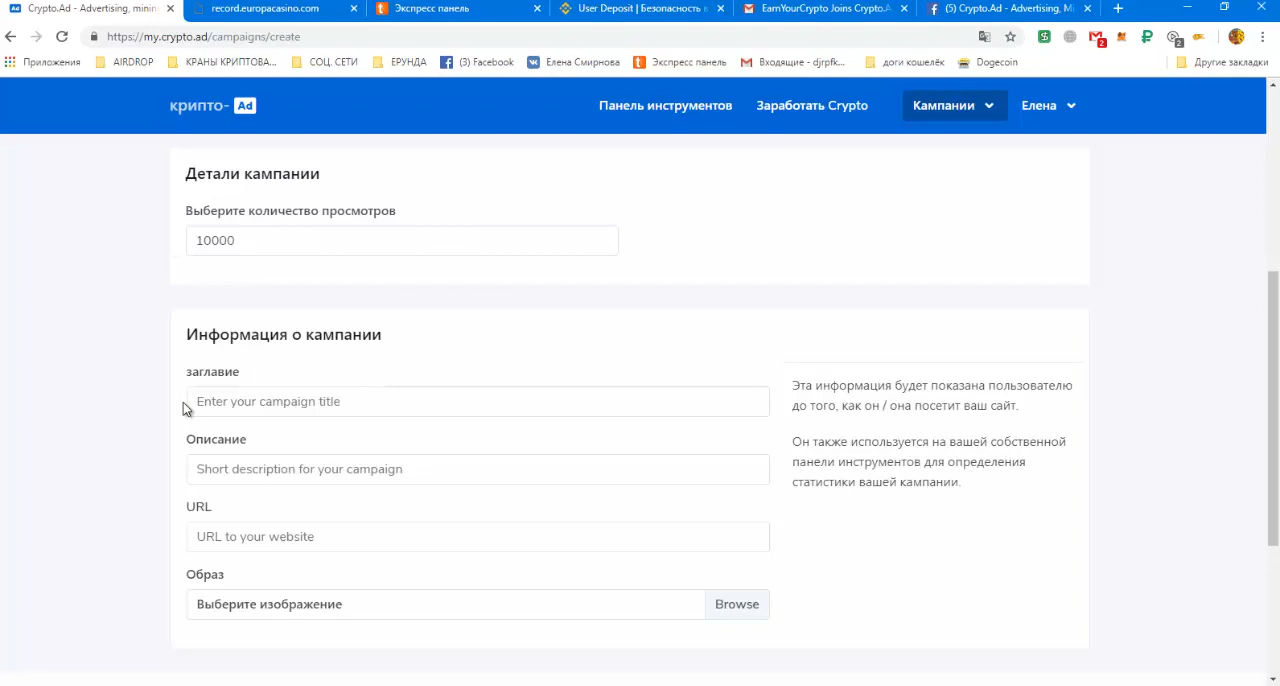 Crypto.Ad - Advertising, minin
record.europacasino.com
Экспресс панель
User Deposit | Безопасность п
EarnYourCrypto Joins Crypto.A
(5) Crypto.Ad - Advertising, Mi
https://my.crypto.ad/campaigns/create
2
2
Приложения
AIRDROP
КРАНЫ КРИПТОВА...
СОЦ. СЕТИ
ЕРУНДА
(3) Facebook
Елена Смирнова
Экспресс панель
Входящие - djrpfk...
доги кошелёк
Dogecoin
Другие закладки
крипто- Ad
Панель инструментов
Заработать Crypto
Кампании
Елена
Детали кампании
Выберите количество просмотров
10000
Информация о кампании
заглавие
Enter your campaign title
Описание
Short description for your campaign
URL
URL to your website
Образ
Выберите изображение
Browse
Эта информация будет показана пользователю
до того, как он / она посетит ваш сайт.
Он также используется на вашей собственной
панели инструментов для определения
статистики вашей кампании.